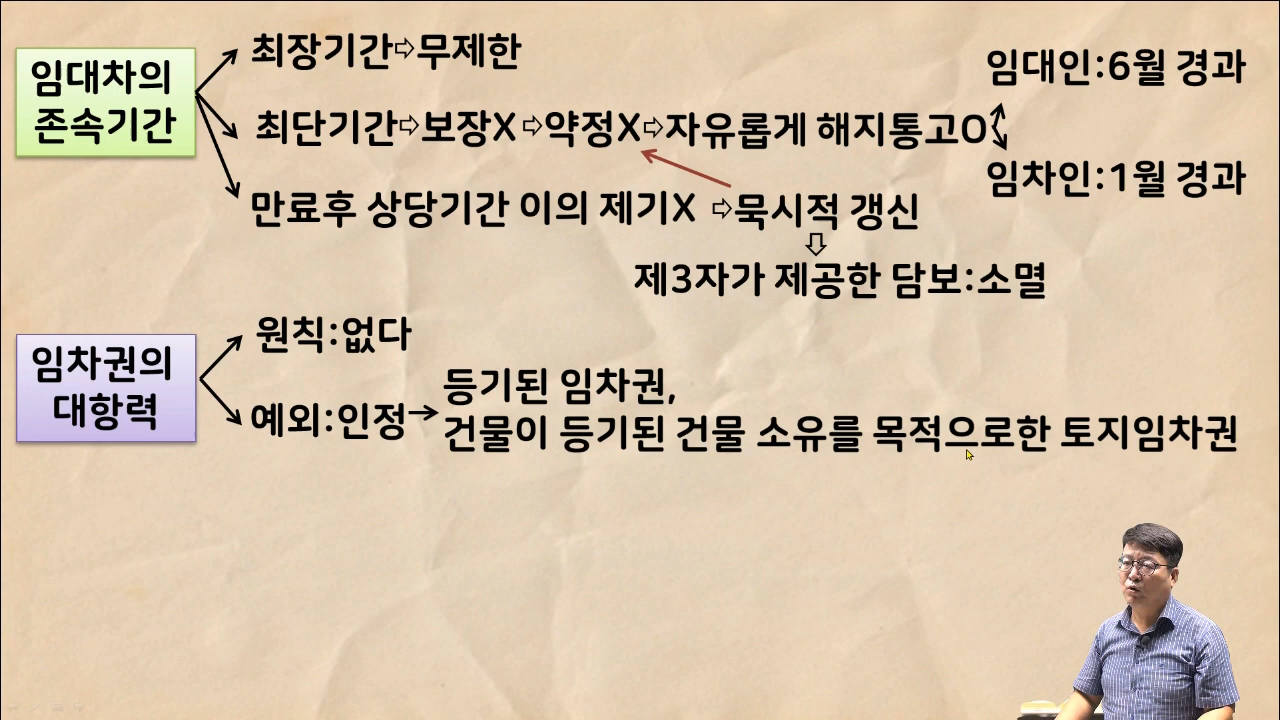 임대차의
존속기간
최장기간⇨무제한
최단기간⇨보장X⇨약정X⇨자유롭게 해지통고O
임대인:6월 경과
임차인:1월 경과
만료후 상당기간 이의 제기X ⇨묵시적 갱신
제3자가 제공한 담보:소멸
임차권의
대항력
원칙:없다
예외:인정
등기된 임차권,
건물이 등기된 건물 소유를 목적으로한 토지임차권